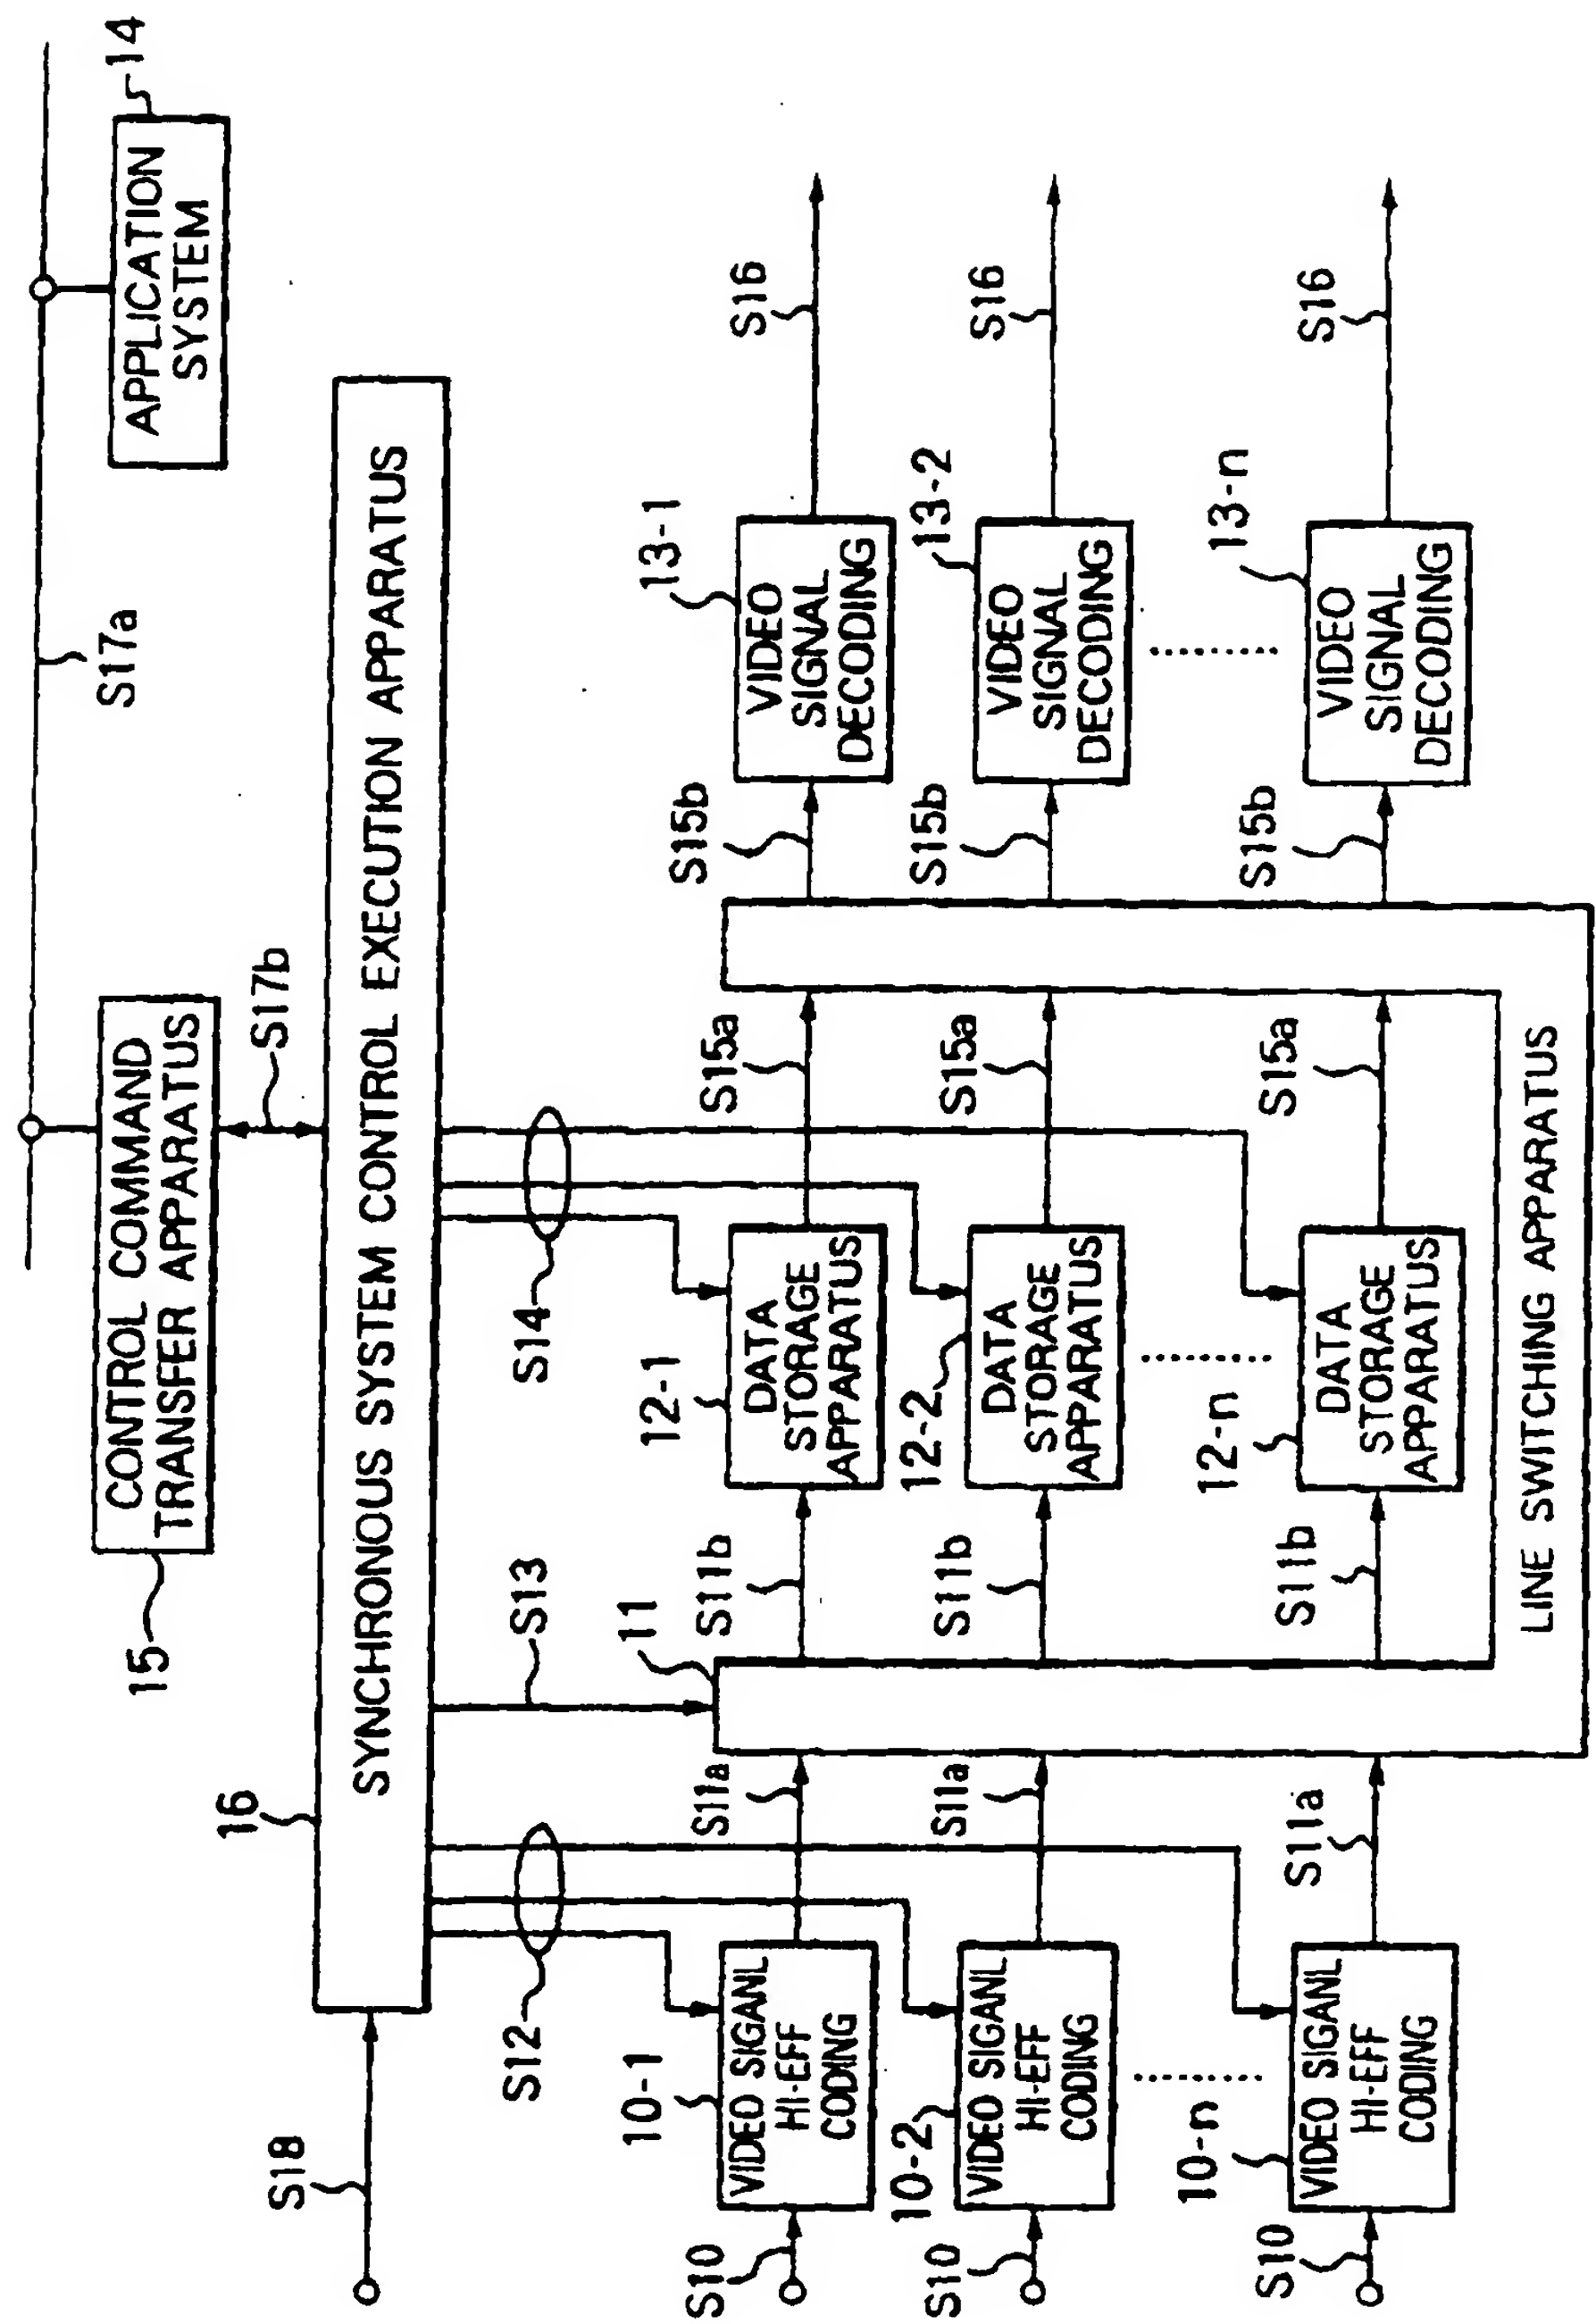 14
APPLICATION
SYSTEM
S17a
CONTROL COMMAND
TRANSFER APPARATUS
15
S17b
16
SYNCHRONOUS SYSTEM CONTROL EXECUTION APPARATUS
S18
S12
S13
S14
11
S10
10-1
VIDEO SIGANL
HI-EFF
CODING
S11a
S11b
12-1
DATA
STORAGE
APPARATUS
S15a
S15b
13-1
VIDEO
SIGNAL
DECODING
S16
S10
10-2
VIDEO SIGANL
HI-EFF
CODING
S11a
S11b
12-2
DATA
STORAGE
APPARATUS
S15a
S15b
13-2
VIDEO
SIGNAL
DECODING
S16
S10
10-n
VIDEO SIGANL
HI-EFF
CODING
S11a
S11b
12-n
DATA
STORAGE
APPARATUS
S15a
S15b
13-n
VIDEO
SIGNAL
DECODING
S16
LINE SWITCHING APPARATUS